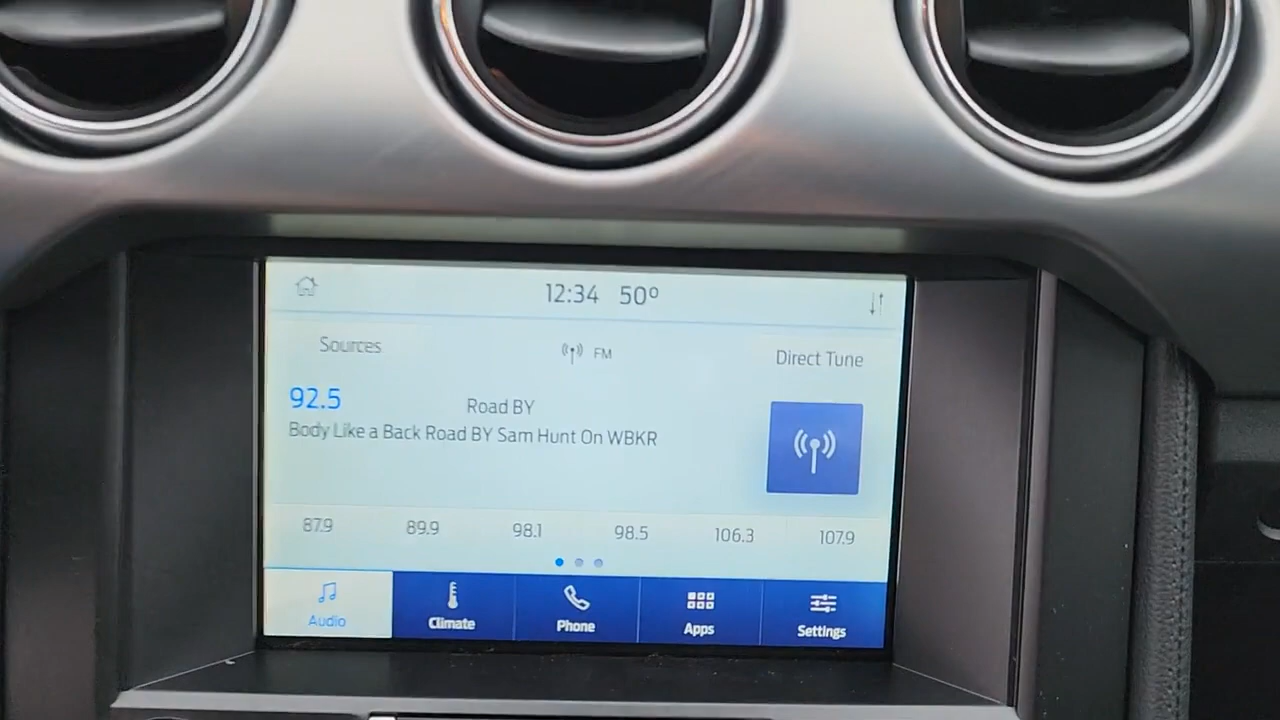 12:34 50°
Sources FM Direct Tune
92.5 Road BY
Body Like a Back Road BY Sam Hunt On WBKR
87.9 89.9 98.1 98.5 106.3 107.9
Audio Climate Phone Apps Settings